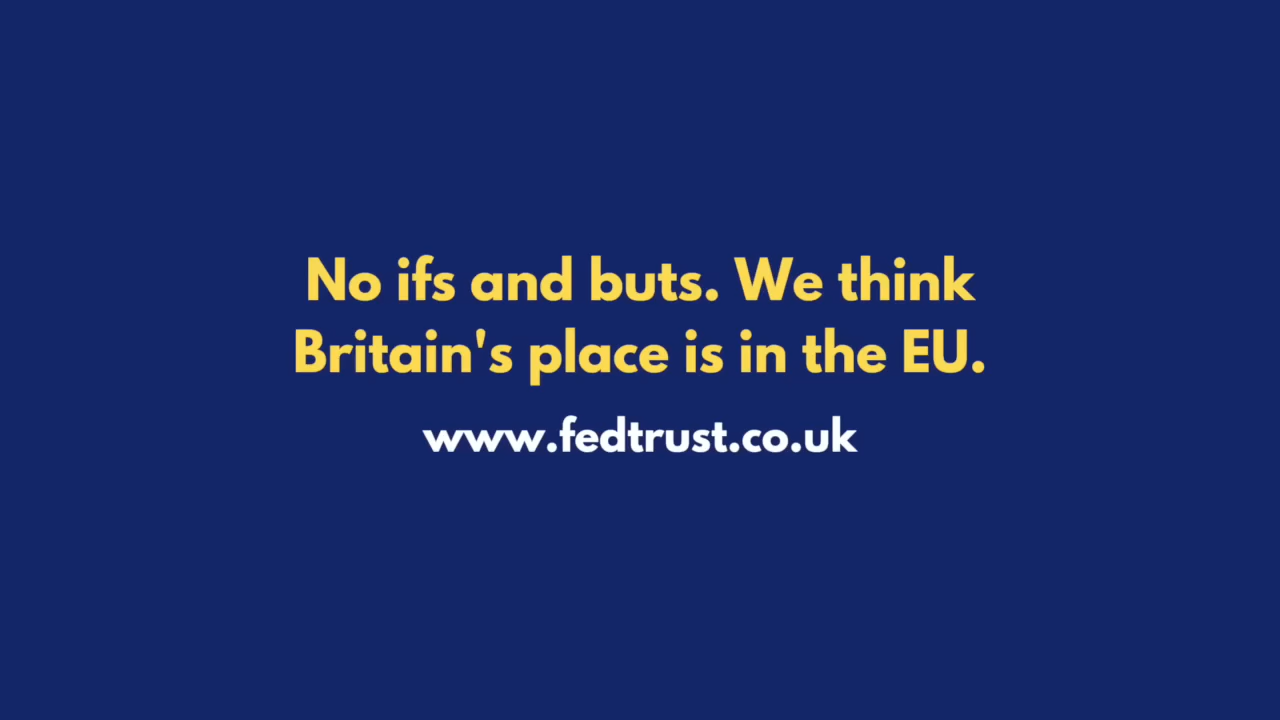 No ifs and buts. We think
Britain's place is in the EU.
www.fedtrust.co.uk